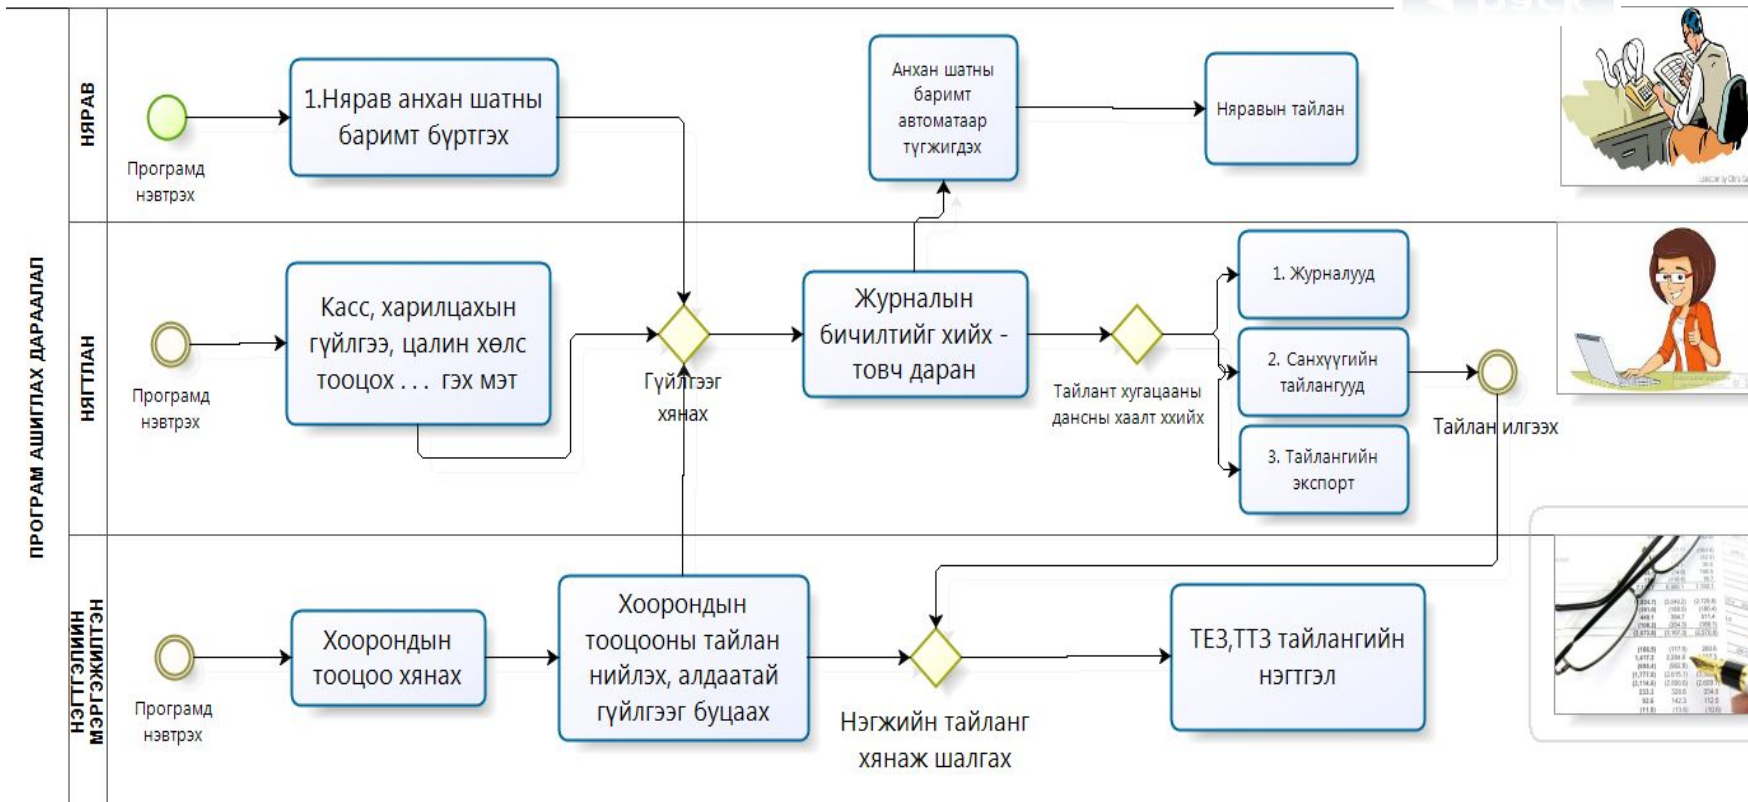 ПРОГРАМ АШИГЛАХ ДАРААЛАЛ
НЯРАВ
Програмд
нэвтрэх
1.Нярав анхан шатны
баримт бүртгэх
Анхан шатны
баримт
автоматаар
түгжигдэх
Няравын тайлан
НЯГТЛАН
Програмд
нэвтрэх
Касс, харилцахын
гүйлгээ, цалин хөлс
тооцох . . . гэх мэт
Гүйлгээг
хянах
Журналын
бичилтийг хийх -
товч даран
Тайлант хугацааны
дансны хаалт ххийх
1. Журналууд
2. Санхүүгийн
тайлангууд
3. Тайлангийн
экспорт
Тайлан илгээх
НЭГТГЭЛИЙН
МЭРГЭЖИЛТГЭН
Програмд
нэвтрэх
Хоорондын
тооцоо хянах
Хоорондын
тооцооны тайлан
нийлэх, алдаатай
гүйлгээг буцаах
Нэгжийн тайланг
хянаж шалгах
ТЕЗ,ТТЗ тайлангийн
нэгтгэл